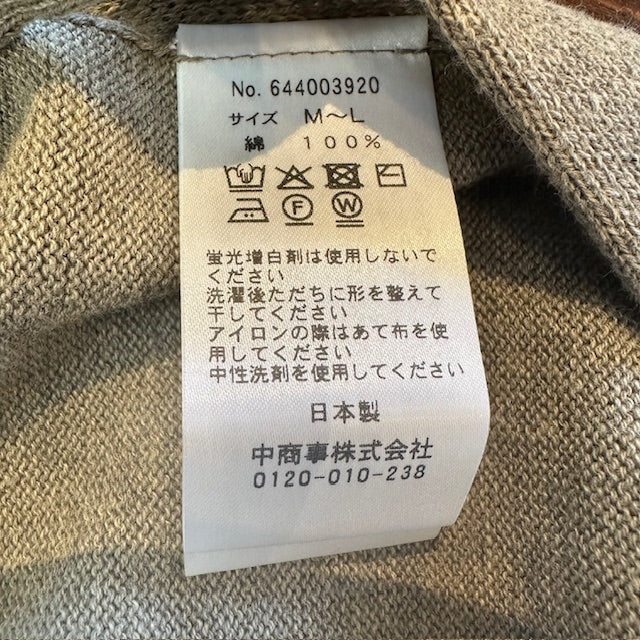 No. 644003920
サイズ M～L
綿 100%
F W
蛍光増白剤は使用しないで
ください
洗濯後ただちに形を整えて
干してください
アイロンの際はあて布を使
用してください
中性洗剤を使用してください
日本製
中商事株式会社
0120-010-238